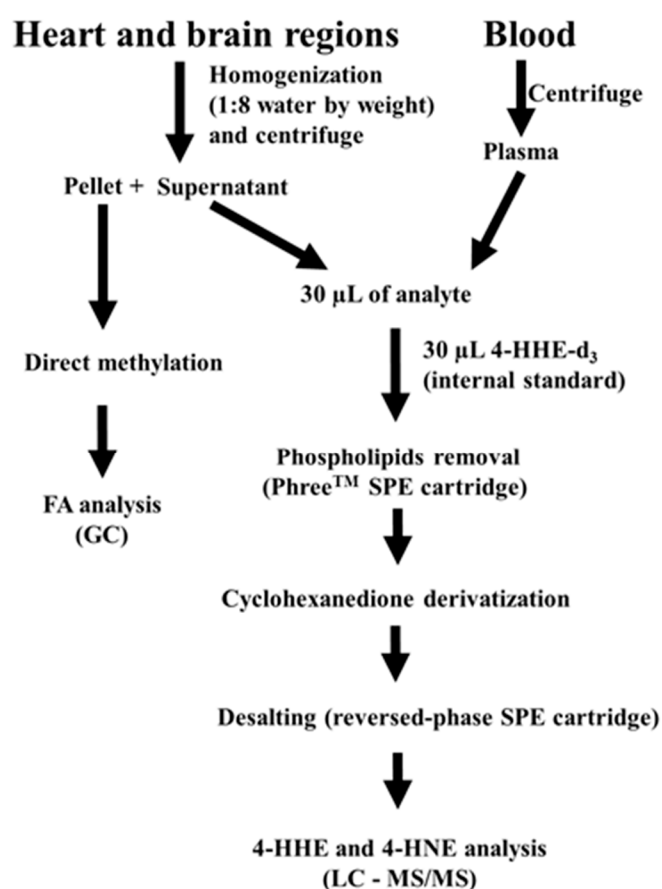 Heart and brain regions
Blood
Homogenization
(1:8 water by weight)
and centrifuge
Centrifuge
Plasma
Pellet + Supernatant
30 µL of analyte
Direct methylation
30 µL 4-HHE-d₃
(internal standard)
Phospholipids removal
(Phree™ SPE cartridge)
FA analysis
(GC)
Cyclohexanedione derivatization
Desalting (reversed-phase SPE cartridge)
4-HHE and 4-HNE analysis
(LC - MS/MS)